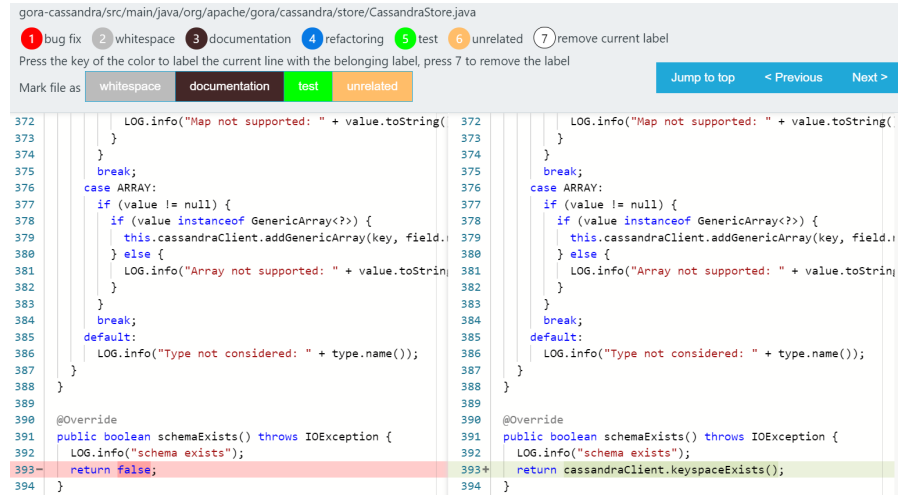 gora-cassandra/src/main/java/org/apache/gora/cassandra/store/CassandraStore.java
1 bug fix 2 whitespace 3 documentation 4 refactoring 5 test 6 unrelated 7 remove current label
Press the key of the color to label the current line with the belonging label, press 7 to remove the label
Mark file as whitespace documentation test unrelated Jump to top < Previous Next >
372 LOG.info("Map not supported: " + value.toString(
373 }
374 }
375 break;
376 case ARRAY:
377 if (value != null) {
378 if (value instanceof GenericArray<?>) {
379 this.cassandraClient.addGenericArray(key, field.
380 } else {
381 LOG.info("Array not supported: " + value.toString
382 }
383 }
384 break;
385 default:
386 LOG.info("Type not considered: " + type.name());
387 }
388 }
389
390 @Override
391 public boolean schemaExists() throws IOException {
392 LOG.info("schema exists");
393- return false;
394 }
372 LOG.info("Map not supported: " + value.toString(
373 }
374 }
375 break;
376 case ARRAY:
377 if (value != null) {
378 if (value instanceof GenericArray<?>) {
379 this.cassandraClient.addGenericArray(key, field.
380 } else {
381 LOG.info("Array not supported: " + value.toString
382 }
383 }
384 break;
385 default:
386 LOG.info("Type not considered: " + type.name());
387 }
388 }
389
390 @Override
391 public boolean schemaExists() throws IOException {
392 LOG.info("schema exists");
393+ return cassandraClient.keyspaceExists();
394 }